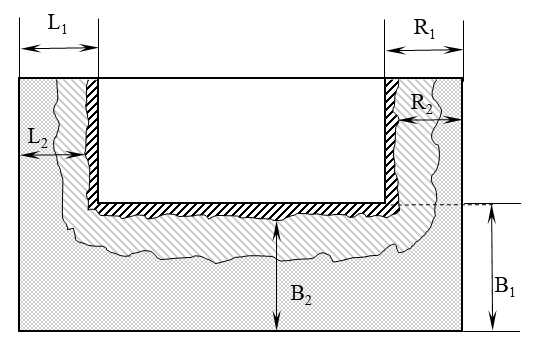 L₁
R₁
R₂
L₂
B₂
B₁